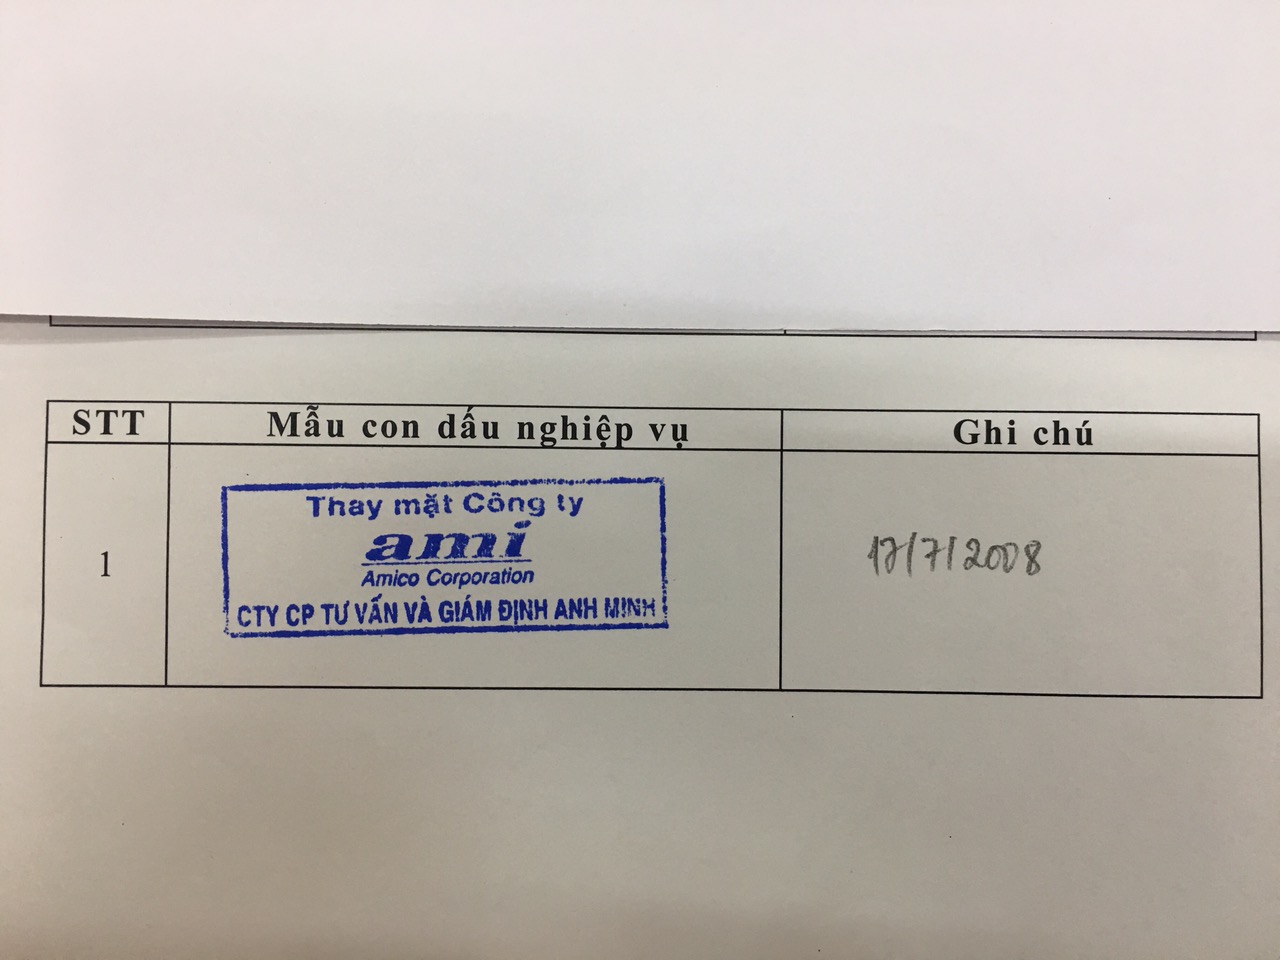 STT Mẫu con dấu nghiệp vụ Ghi chú
1
Thay mặt Công ty
ami
Amico Corporation
CTY CP TƯ VẤN VÀ GIÁM ĐỊNH ANH MINH
17/7/2008